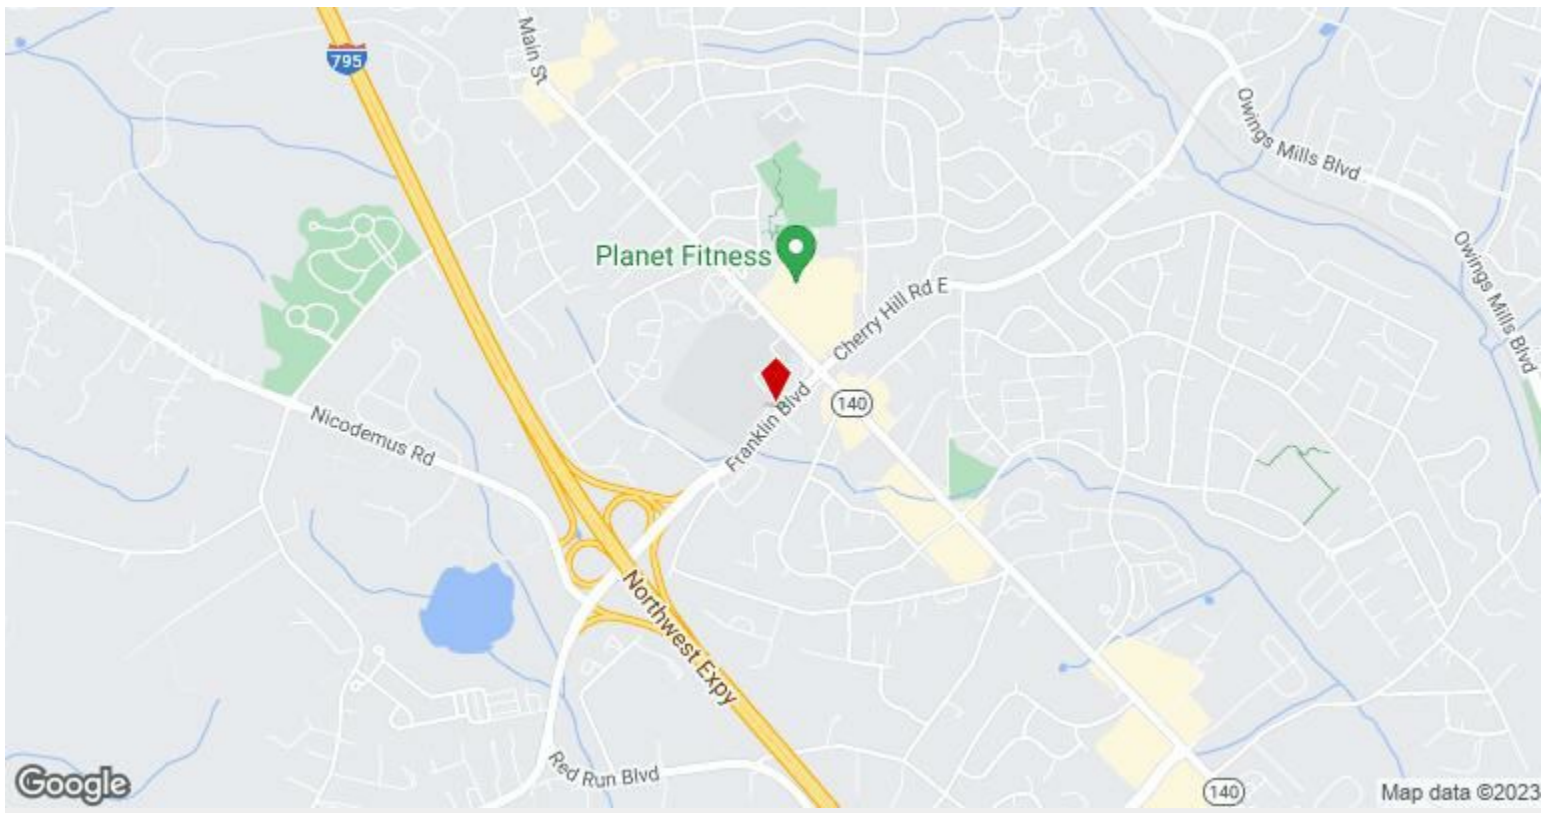 795
Main St
Owings Mills Blvd
Planet Fitness
Owings Mills Blvd
Cherry Hill Rd E
140
Franklin Blvd
Nicodemus Rd
Northwest Expy
Red Run Blvd
Google
140
Map data ©2023